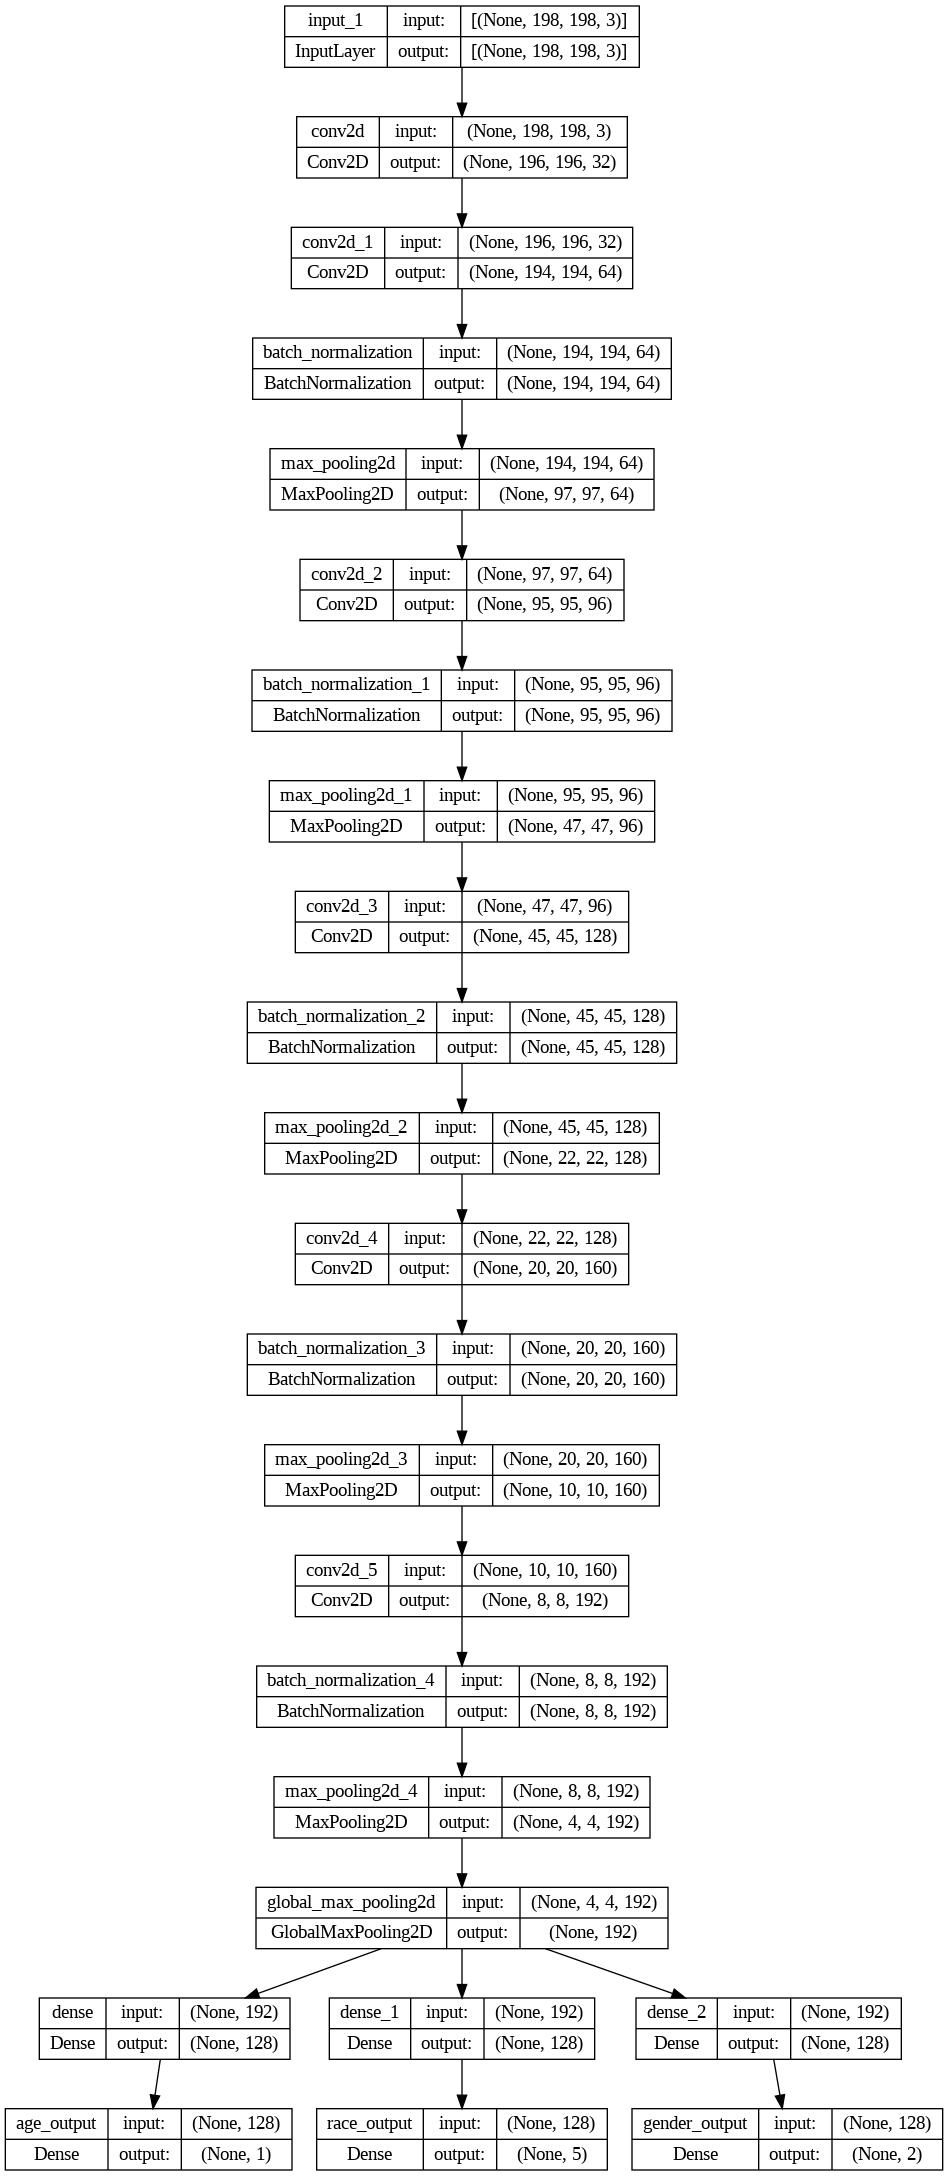 input_1 input: [(None, 198, 198, 3)]
InputLayer output: [(None, 198, 198, 3)]
conv2d input: (None, 198, 198, 3)
Conv2D output: (None, 196, 196, 32)
conv2d_1 input: (None, 196, 196, 32)
Conv2D output: (None, 194, 194, 64)
batch_normalization input: (None, 194, 194, 64)
BatchNormalization output: (None, 194, 194, 64)
max_pooling2d input: (None, 194, 194, 64)
MaxPooling2D output: (None, 97, 97, 64)
conv2d_2 input: (None, 97, 97, 64)
Conv2D output: (None, 95, 95, 96)
batch_normalization_1 input: (None, 95, 95, 96)
BatchNormalization output: (None, 95, 95, 96)
max_pooling2d_1 input: (None, 95, 95, 96)
MaxPooling2D output: (None, 47, 47, 96)
conv2d_3 input: (None, 47, 47, 96)
Conv2D output: (None, 45, 45, 128)
batch_normalization_2 input: (None, 45, 45, 128)
BatchNormalization output: (None, 45, 45, 128)
max_pooling2d_2 input: (None, 45, 45, 128)
MaxPooling2D output: (None, 22, 22, 128)
conv2d_4 input: (None, 22, 22, 128)
Conv2D output: (None, 20, 20, 160)
batch_normalization_3 input: (None, 20, 20, 160)
BatchNormalization output: (None, 20, 20, 160)
max_pooling2d_3 input: (None, 20, 20, 160)
MaxPooling2D output: (None, 10, 10, 160)
conv2d_5 input: (None, 10, 10, 160)
Conv2D output: (None, 8, 8, 192)
batch_normalization_4 input: (None, 8, 8, 192)
BatchNormalization output: (None, 8, 8, 192)
max_pooling2d_4 input: (None, 8, 8, 192)
MaxPooling2D output: (None, 4, 4, 192)
global_max_pooling2d input: (None, 4, 4, 192)
GlobalMaxPooling2D output: (None, 192)
dense input: (None, 192)
Dense output: (None, 128)
dense_1 input: (None, 192)
Dense output: (None, 128)
dense_2 input: (None, 192)
Dense output: (None, 128)
age_output input: (None, 128)
Dense output: (None, 1)
race_output input: (None, 128)
Dense output: (None, 5)
gender_output input: (None, 128)
Dense output: (None, 2)